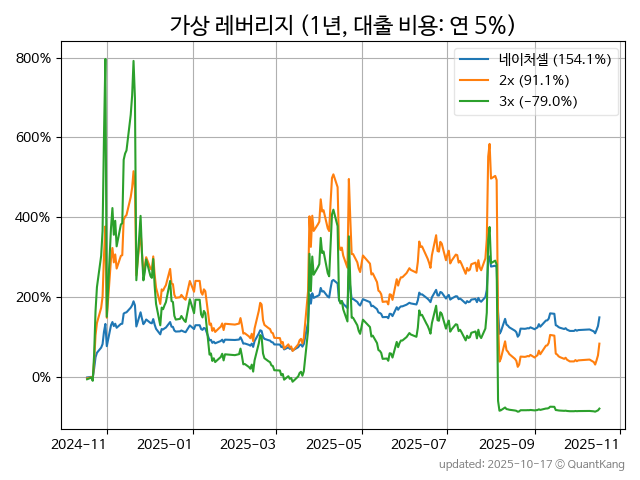 가상 레버리지 (1년, 대출 비용: 연 5%)
800%
600%
400%
200%
0%
네이처셀 (154.1%)
2x (91.1%)
3x (-79.0%)
2024-11 2025-01 2025-03 2025-05 2025-07 2025-09 2025-11
updated: 2025-10-17 © QuantKang